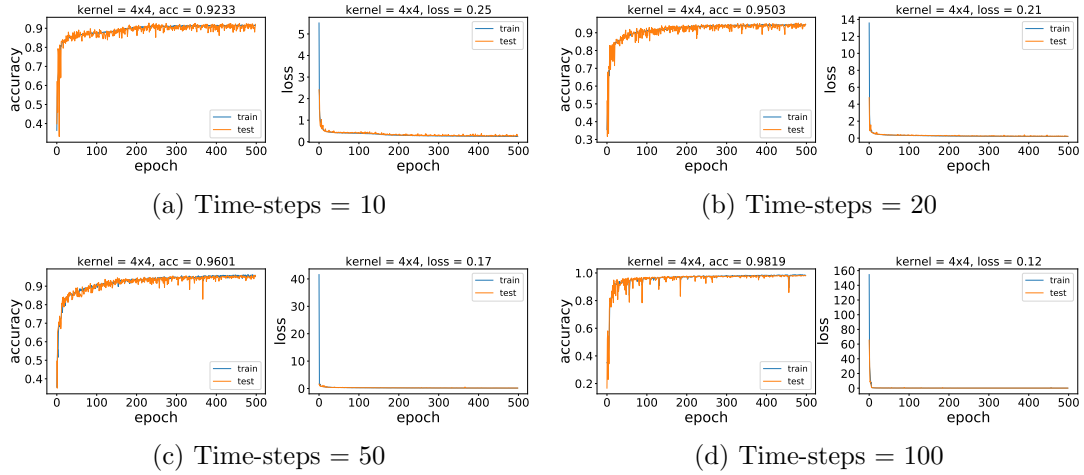 kernel = 4x4, acc = 0.9233
accuracy
0.9
0.8
0.7
0.6
0.5
0.4
0 100 200 300 400 500
epoch
train
test
kernel = 4x4, loss = 0.25
loss
5
4
3
2
1
0
0 100 200 300 400 500
epoch
train
test
(a) Time-steps = 10
kernel = 4x4, acc = 0.9503
accuracy
0.9
0.8
0.7
0.6
0.5
0.4
0.3
0 100 200 300 400 500
epoch
train
test
kernel = 4x4, loss = 0.21
loss
14
12
10
8
6
4
2
0
0 100 200 300 400 500
epoch
train
test
(b) Time-steps = 20
kernel = 4x4, acc = 0.9601
accuracy
0.9
0.8
0.7
0.6
0.5
0.4
0 100 200 300 400 500
epoch
train
test
kernel = 4x4, loss = 0.17
loss
40
30
20
10
0
0 100 200 300 400 500
epoch
train
test
(c) Time-steps = 50
kernel = 4x4, acc = 0.9819
accuracy
1.0
0.8
0.6
0.4
0.2
0 100 200 300 400 500
epoch
train
test
kernel = 4x4, loss = 0.12
loss
160
140
120
100
80
60
40
20
0
0 100 200 300 400 500
epoch
train
test
(d) Time-steps = 100